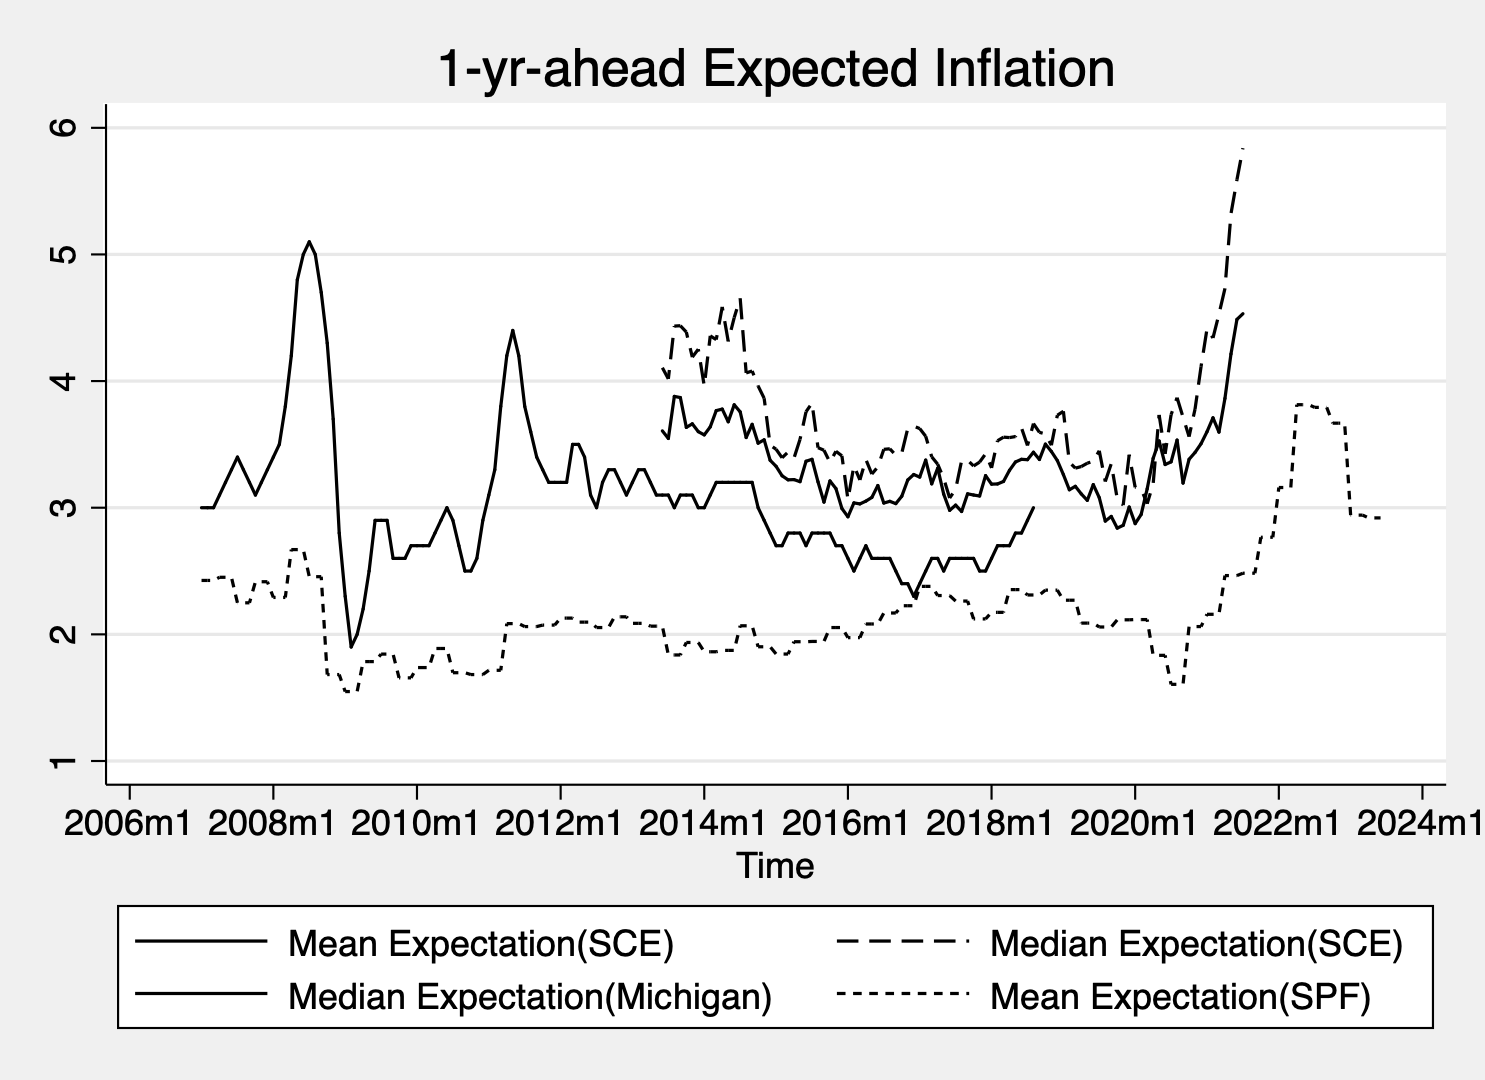 1-yr-ahead Expected Inflation
6
5
4
3
2
1
2006m1 2008m1 2010m1 2012m1 2014m1 2016m1 2018m1 2020m1 2022m1 2024m1
Time
Mean Expectation(SCE) Median Expectation(SCE)
Median Expectation(Michigan) Mean Expectation(SPF)